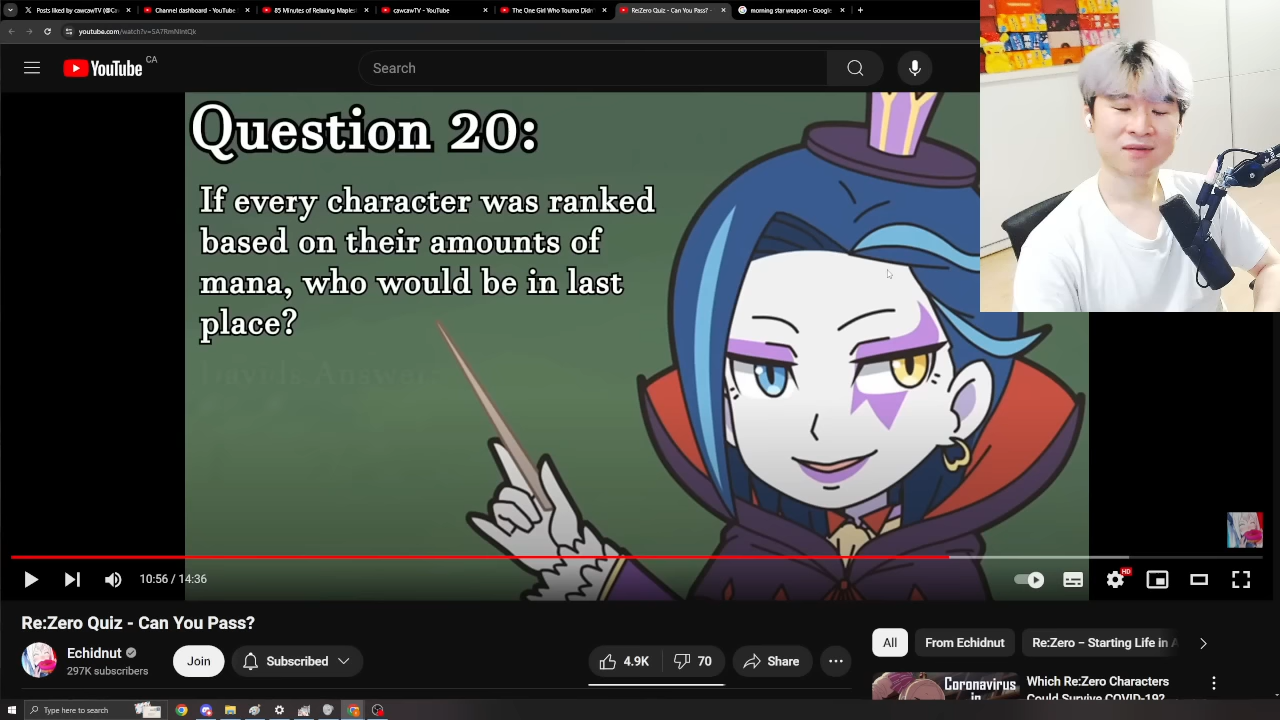 Posts liked by cawcawTV (@Ca
Channel dashboard - YouTube
85 Minutes of Relaxing Maples
cawcawTV - YouTube
The One Girl Who Touma Didn'
Re:Zero Quiz - Can You Pass? -
morning star weapon - Google
youtube.com/watch?v=SA7RmNIntQk
YouTube CA
Search
Question 20:
If every character was ranked
based on their amounts of
mana, who would be in last
place?
10:56 / 14:36
HD
Re:Zero Quiz - Can You Pass?
Echidnut
297K subscribers
Join
Subscribed
4.9K
70
Share
All
From Echidnut
Re:Zero − Starting Life in A
Coronavirus
in
Which Re:Zero Characters
Could Survive COVID-19?
Type here to search